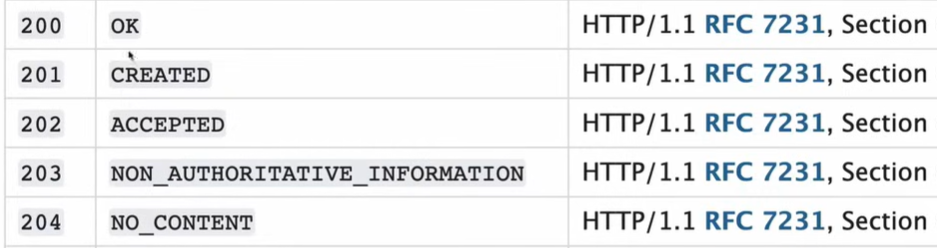 200 OK HTTP/1.1 RFC 7231, Section
201 CREATED HTTP/1.1 RFC 7231, Section
202 ACCEPTED HTTP/1.1 RFC 7231, Section
203 NON_AUTHORITATIVE_INFORMATION HTTP/1.1 RFC 7231, Section
204 NO_CONTENT HTTP/1.1 RFC 7231, Section